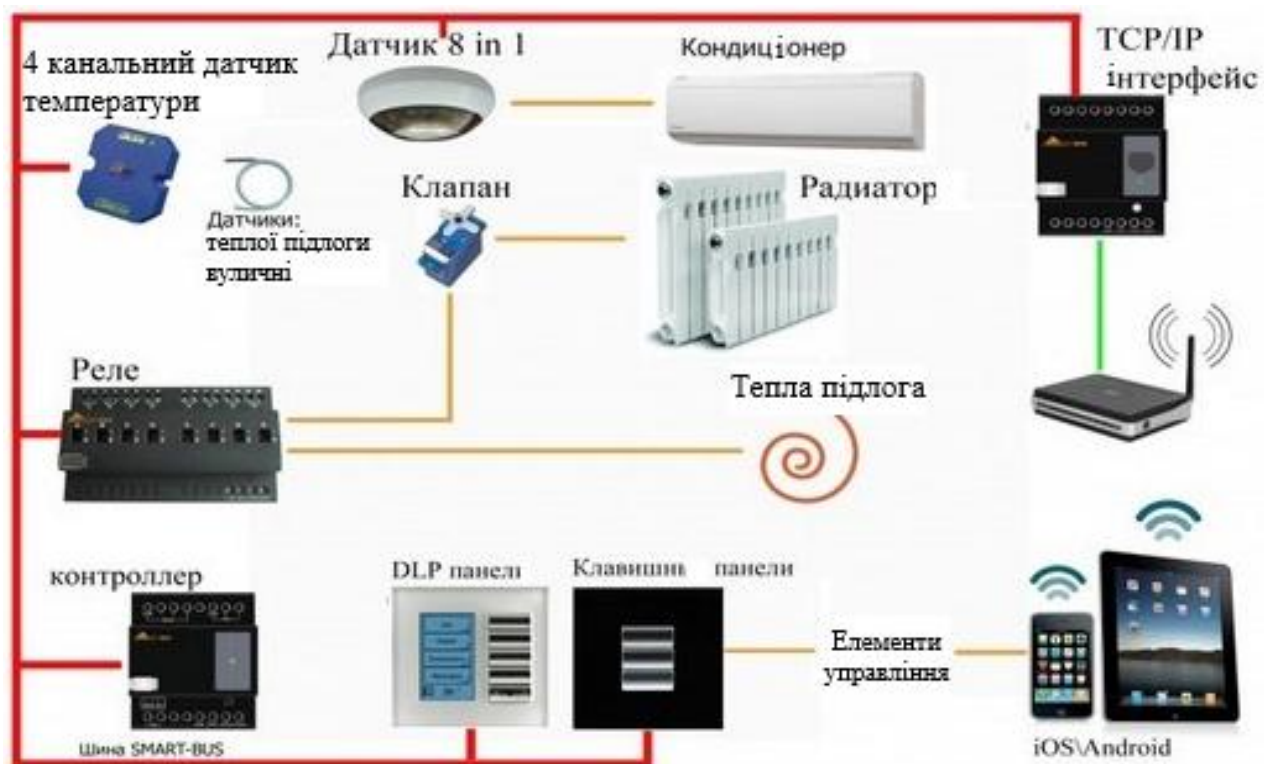 Датчик 8 in 1
Кондиціонер
TCP/IP
інтерфейс
4 канальний датчик
температури
Клапан
Радиатор
Датчики:
теплої підлоги
вуличні
Реле
Тепла підлога
контроллер
DLP панелі
Клавишни панели
Елементи
управління
Шина SMART-BUS
iOS\Android